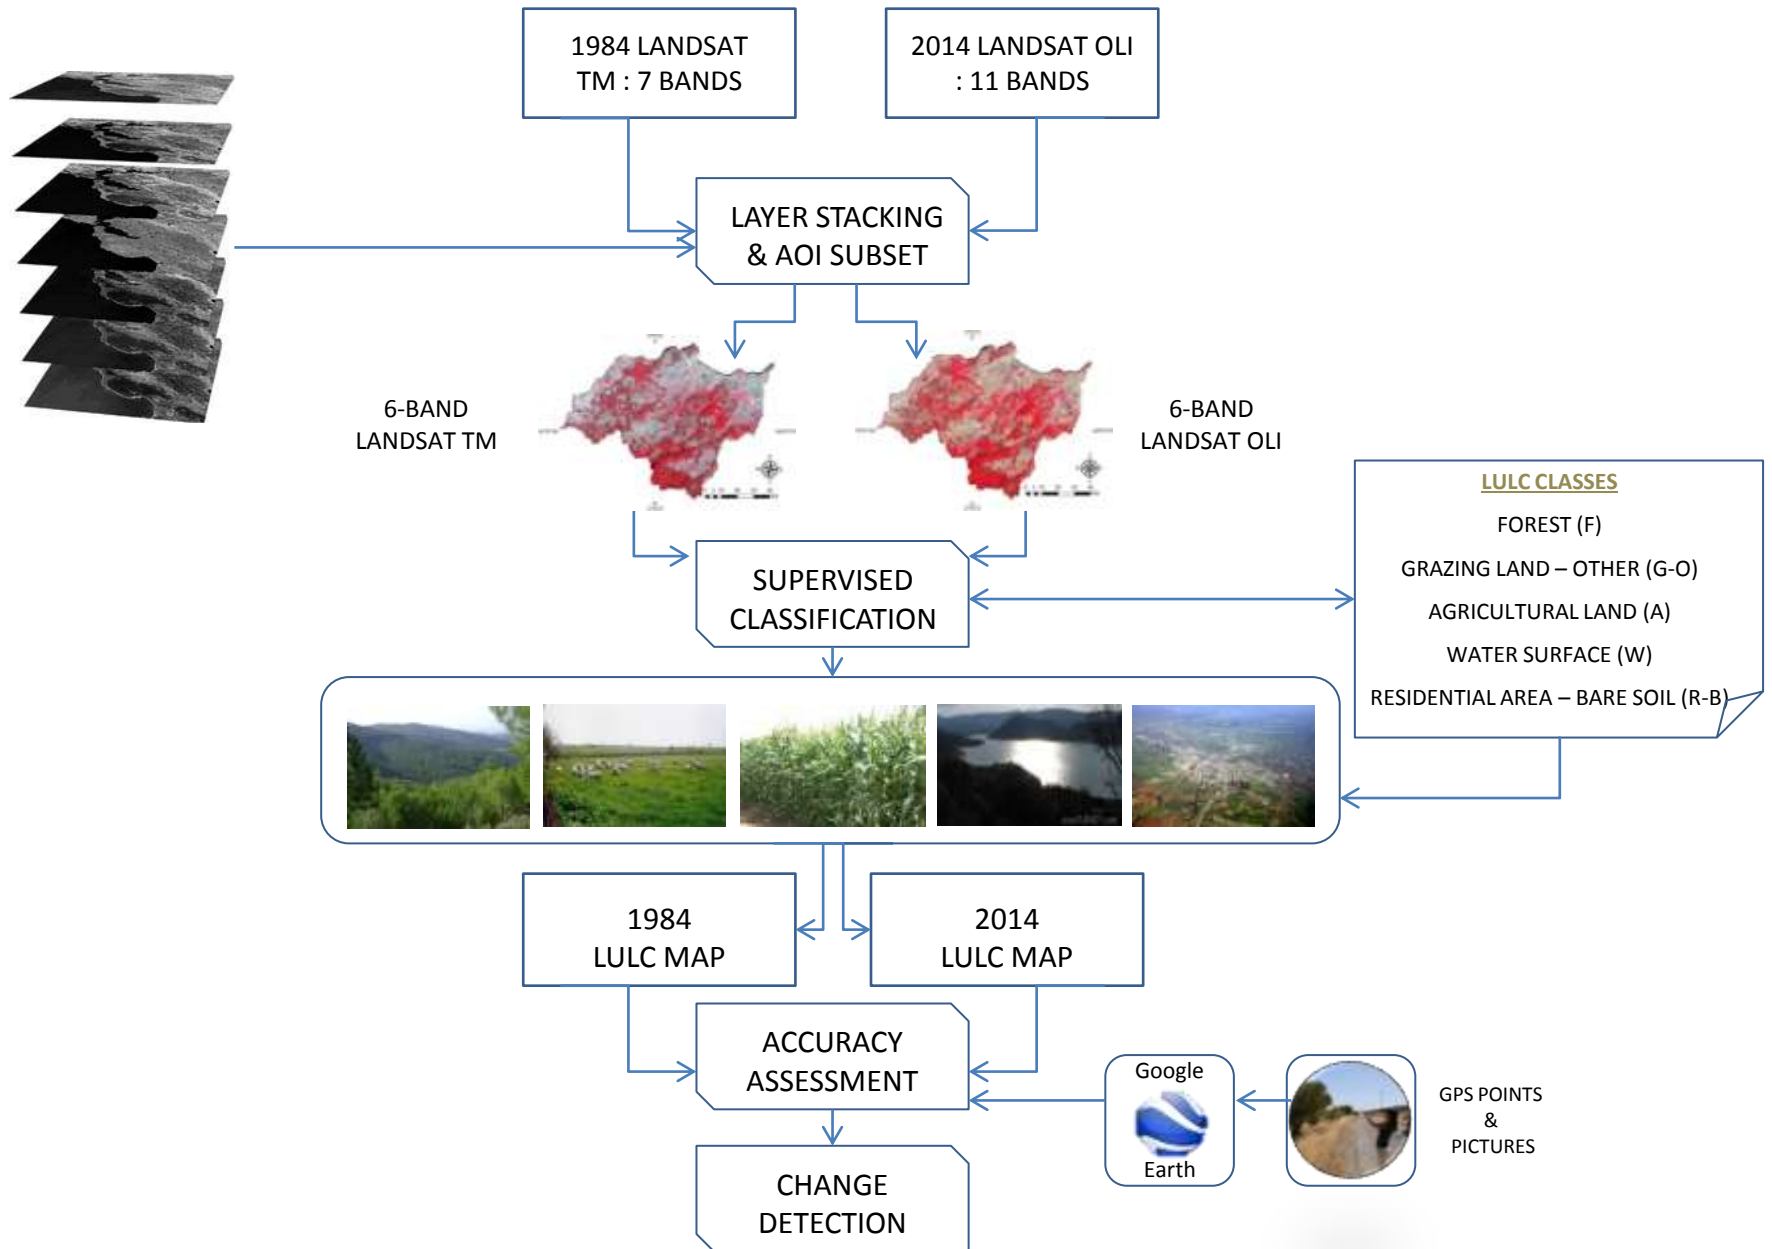 1984 LANDSAT
TM : 7 BANDS
2014 LANDSAT OLI
: 11 BANDS
LAYER STACKING
& AOI SUBSET
6-BAND
LANDSAT TM
6-BAND
LANDSAT OLI
LULC CLASSES
FOREST (F)
GRAZING LAND – OTHER (G-O)
AGRICULTURAL LAND (A)
WATER SURFACE (W)
RESIDENTIAL AREA – BARE SOIL (R-B)
SUPERVISED
CLASSIFICATION
1984
LULC MAP
2014
LULC MAP
ACCURACY
ASSESSMENT
Google
Earth
GPS POINTS
&
PICTURES
CHANGE
DETECTION